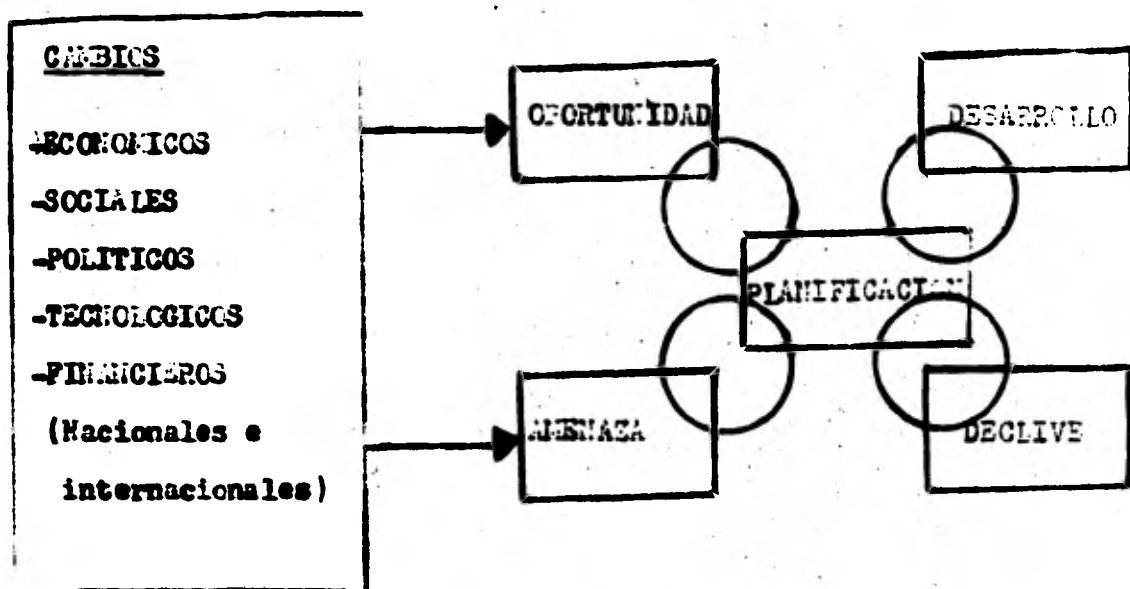 CAMBIOS
-ECONOMICOS
-SOCIALES
-POLITICOS
-TECNOLOGICOS
-FINANCIEROS
(Nacionales e
internacionales)
OPORTUNIDAD
AMENAZA
PLANIFICACION
DESARROLLO
DECLIVE